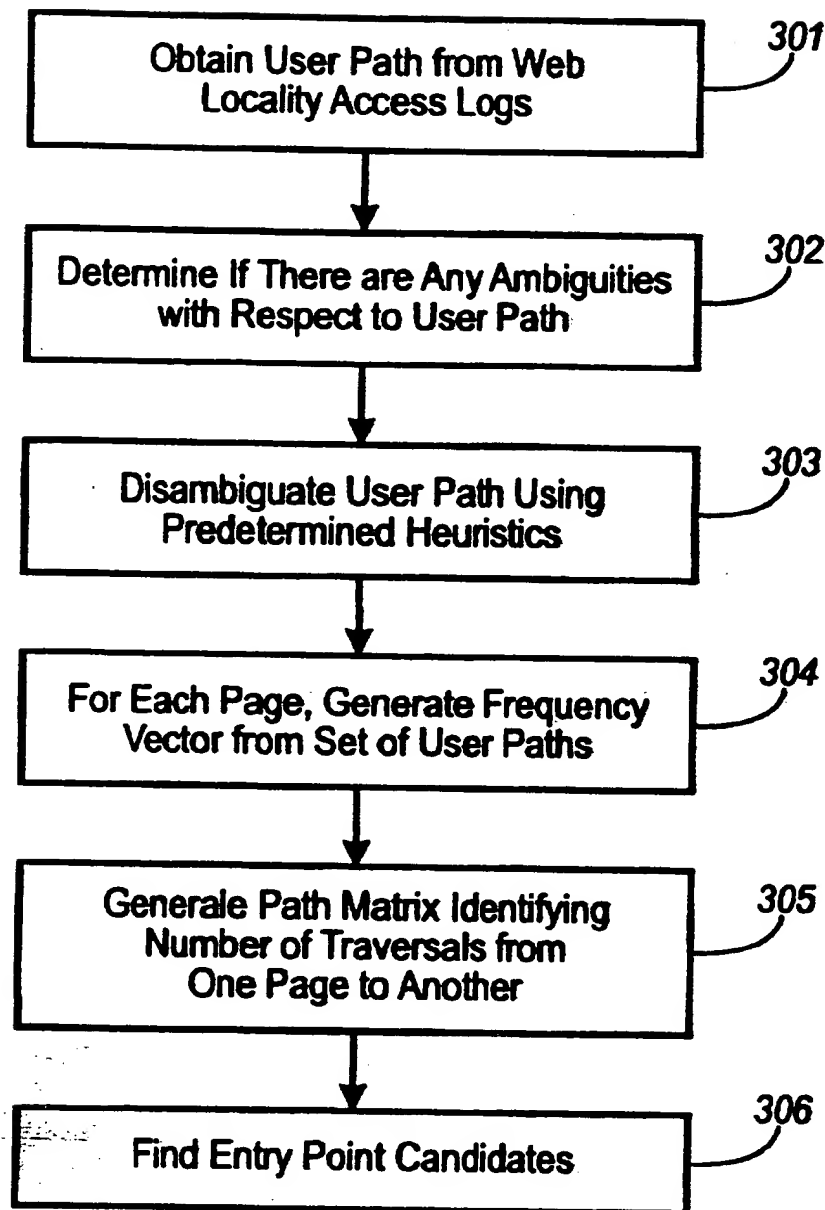 301
Obtain User Path from Web
Locality Access Logs
302
Determine If There are Any Ambiguities
with Respect to User Path
303
Disambiguate User Path Using
Predetermined Heuristics
304
For Each Page, Generate Frequency
Vector from Set of User Paths
305
Generale Path Matrix Identifying
Number of Traversals from
One Page to Another
306
Find Entry Point Candidates